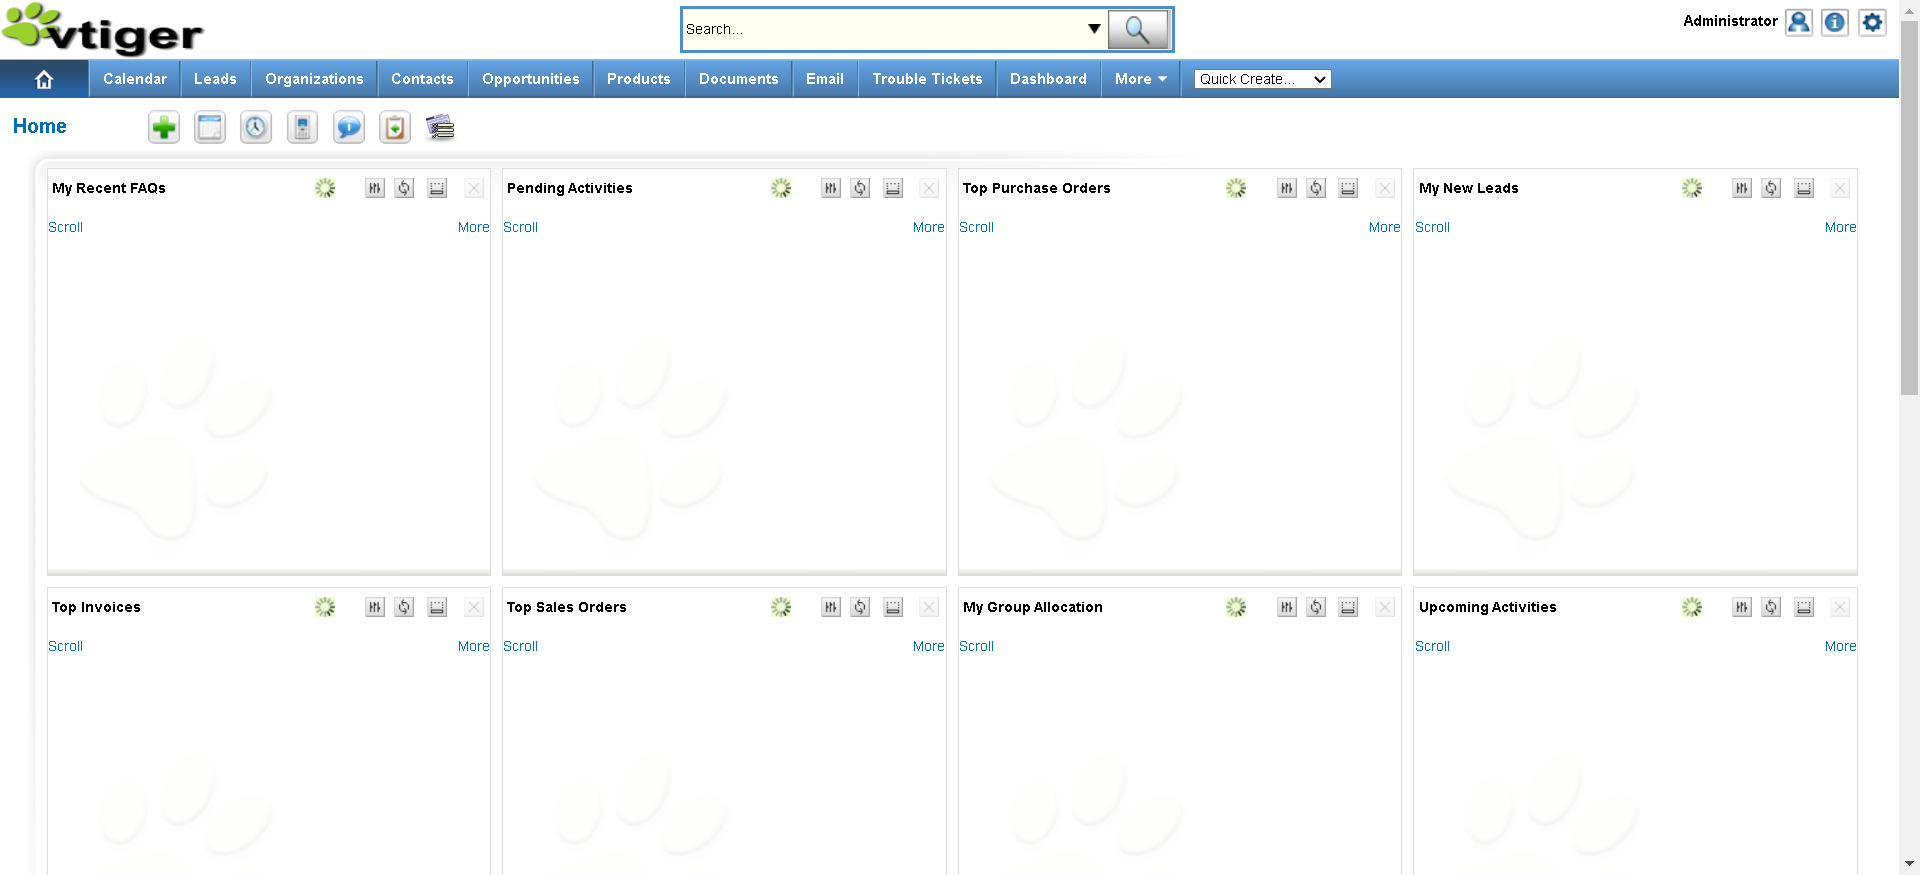 vtiger
Search...
Administrator
Calendar Leads Organizations Contacts Opportunities Products Documents Email Trouble Tickets Dashboard More Quick Create...
Home
My Recent FAQs
Scroll More
Pending Activities
Scroll More
Top Purchase Orders
Scroll More
My New Leads
Scroll More
Top Invoices
Scroll More
Top Sales Orders
Scroll More
My Group Allocation
Scroll
Upcoming Activities
Scroll More